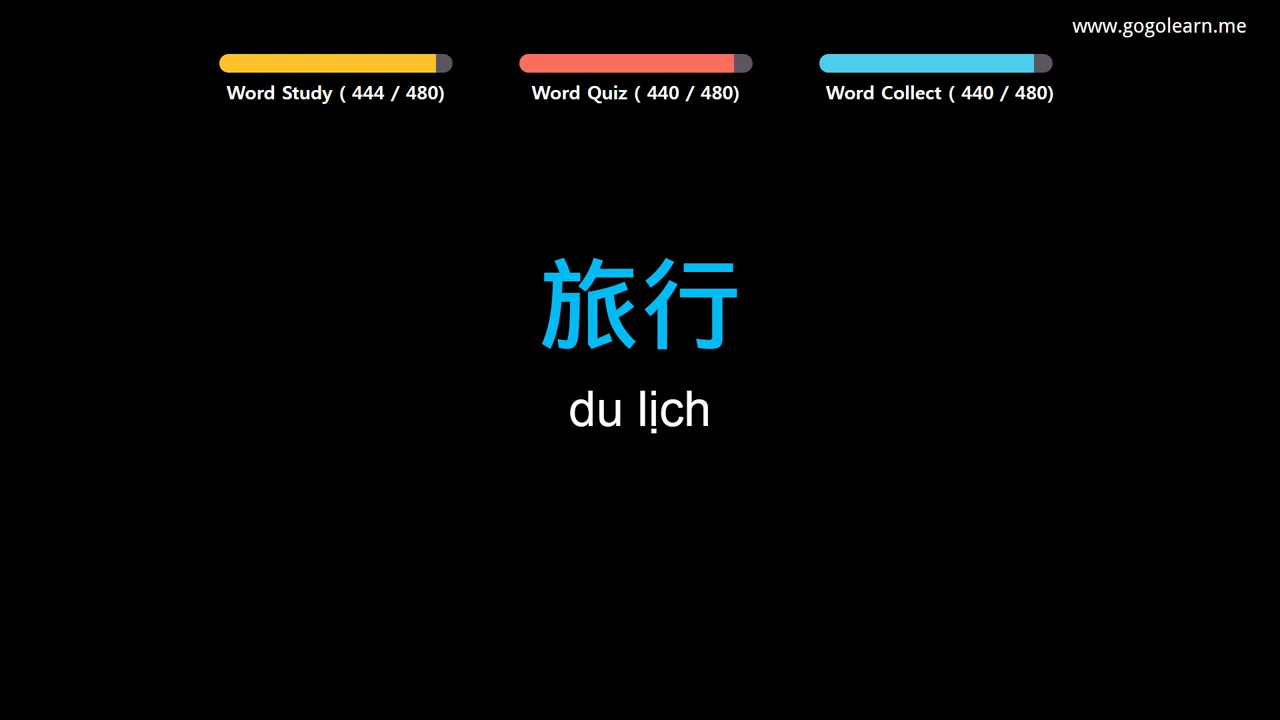 www.gogolearn.me
Word Study ( 444 / 480)
Word Quiz ( 440 / 480)
Word Collect ( 440 / 480)
旅行
du lịch